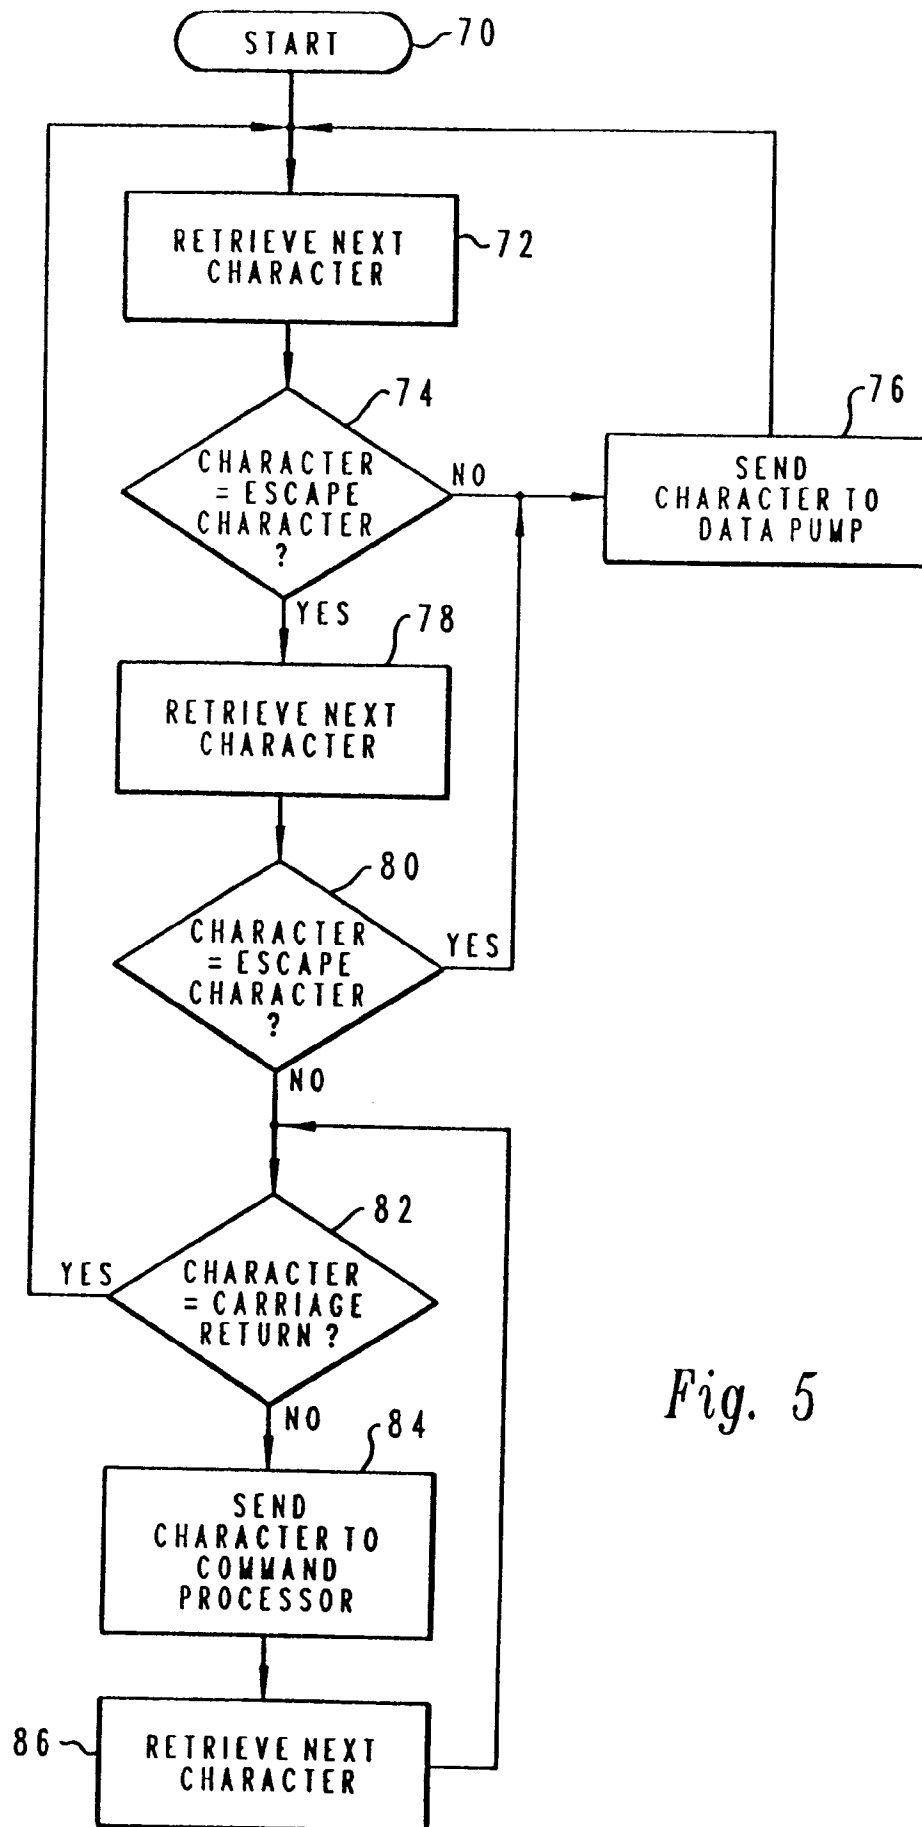 START
70
RETRIEVE NEXT
CHARACTER
72
74
CHARACTER
= ESCAPE
CHARACTER
?
NO
YES
76
SEND
CHARACTER TO
DATA PUMP
78
RETRIEVE NEXT
CHARACTER
80
CHARACTER
= ESCAPE
CHARACTER
?
YES
NO
82
CHARACTER
= CARRIAGE
RETURN ?
YES
NO
84
SEND
CHARACTER TO
COMMAND
PROCESSOR
86
RETRIEVE NEXT
CHARACTER
Fig. 5